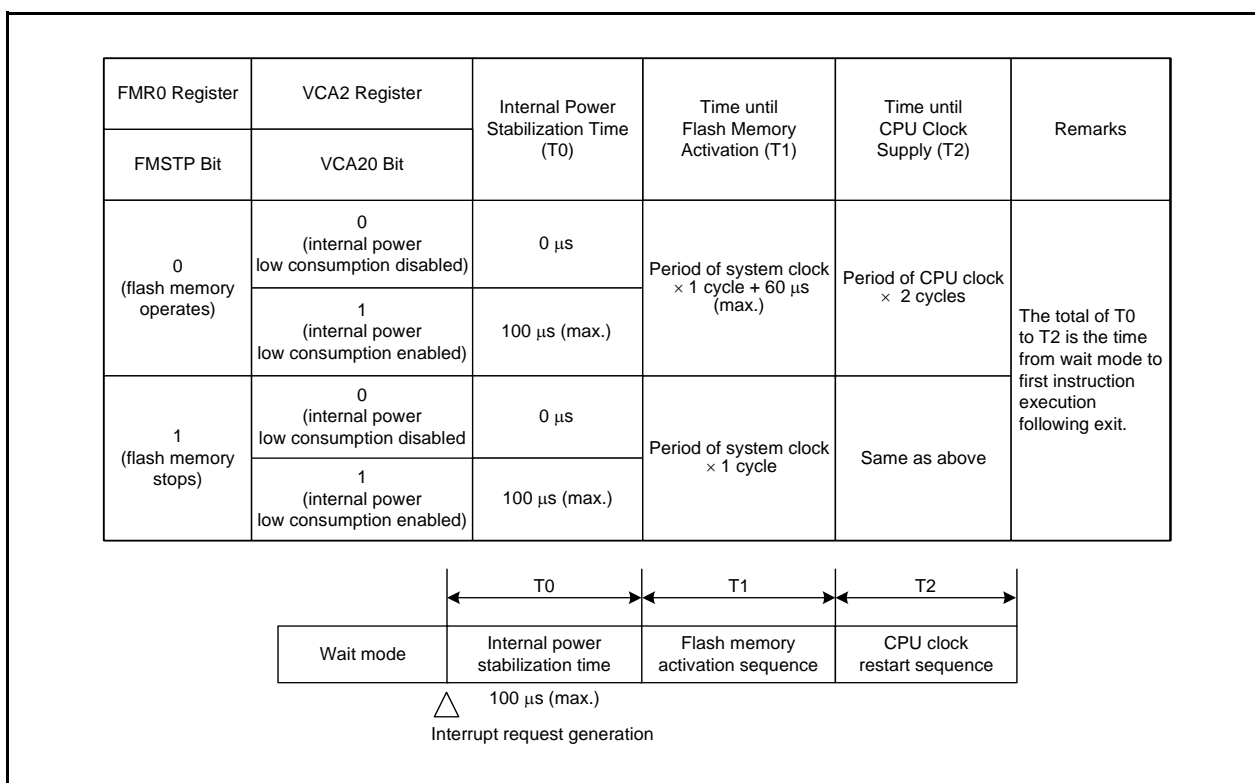 FMR0 Register
VCA2 Register
Internal Power
Stabilization Time
(T0)
Time until
Flash Memory
Activation (T1)
Time until
CPU Clock
Supply (T2)
Remarks
FMSTP Bit
VCA20 Bit
0
(flash memory
operates)
0
(internal power
low consumption disabled)
0 μs
Period of system clock
× 1 cycle + 60 μs
(max.)
Period of CPU clock
× 2 cycles
The total of T0
to T2 is the time
from wait mode to
first instruction
execution
following exit.
1
(internal power
low consumption enabled)
100 μs (max.)
1
(flash memory
stops)
0
(internal power
low consumption disabled
0 μs
Period of system clock
× 1 cycle
Same as above
1
(internal power
low consumption enabled)
100 μs (max.)
T0
T1
T2
Wait mode
Internal power
stabilization time
Flash memory
activation sequence
CPU clock
restart sequence
100 μs (max.)
Interrupt request generation